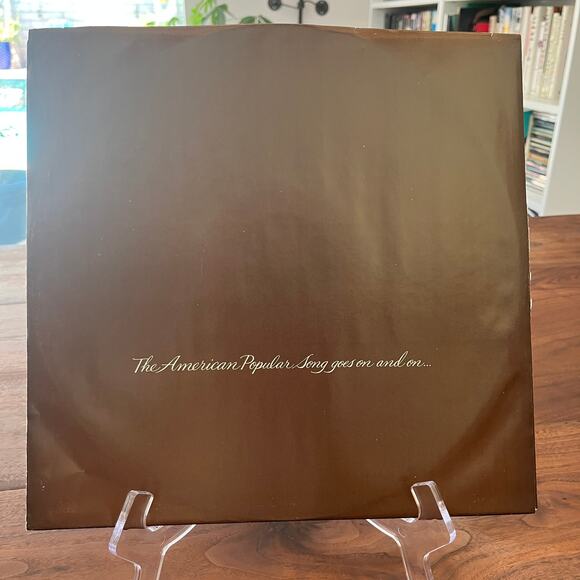 The American Popular Song goes on and on...